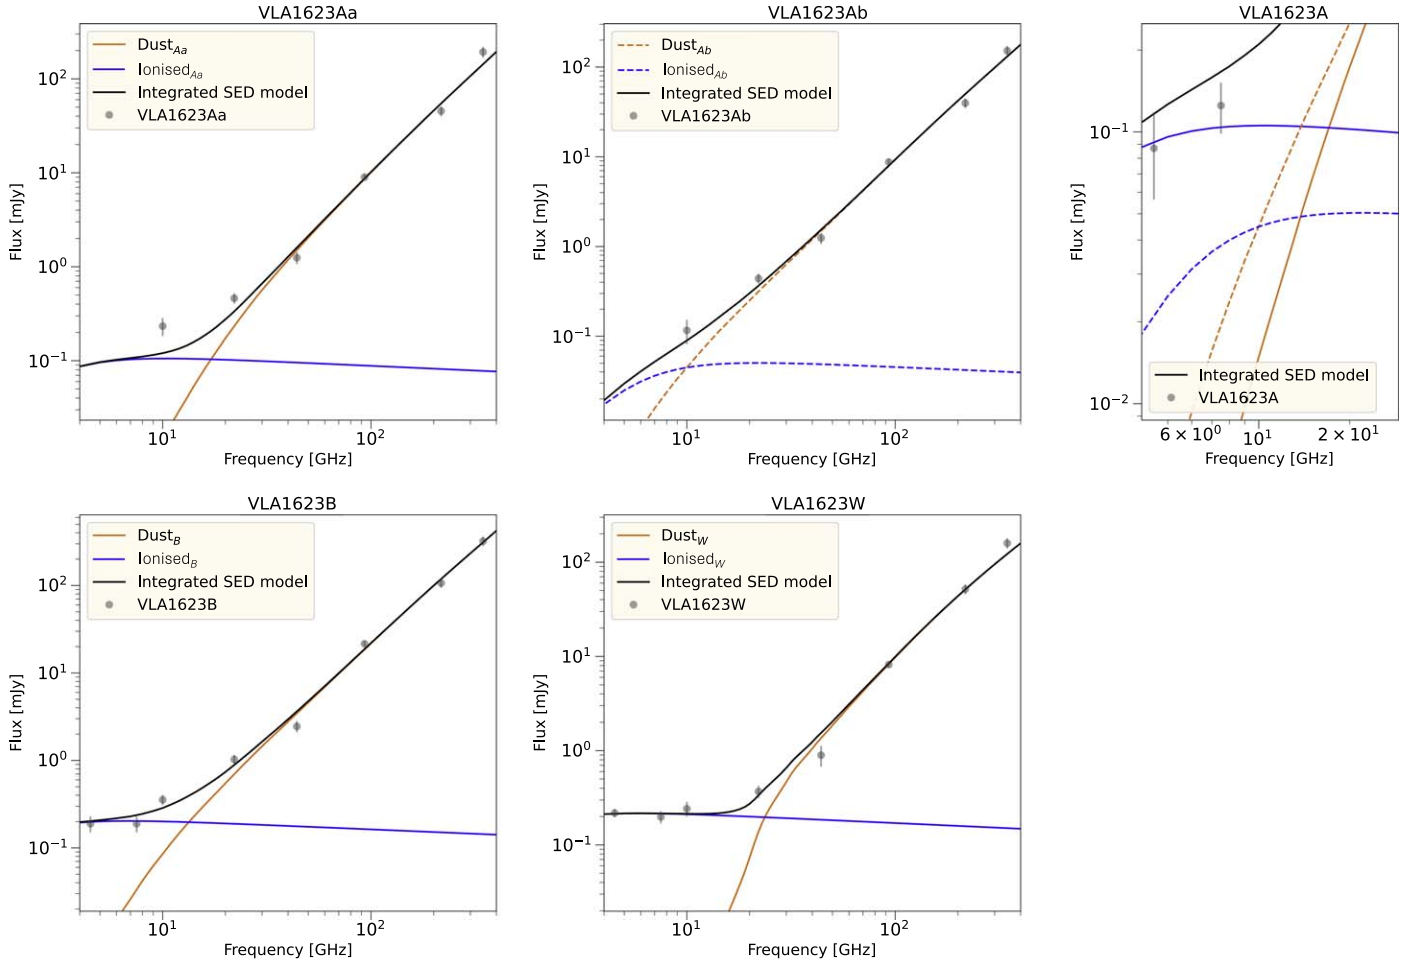 VLA1623Aa
Dust_Aa
Ionised_Aa
Integrated SED model
VLA1623Aa
10^2
10^1
10^0
10^-1
Flux [mJy]
10^1 10^2
Frequency [GHz]
VLA1623Ab
Dust_Ab
Ionised_Ab
Integrated SED model
VLA1623Ab
10^2
10^1
10^0
10^-1
Flux [mJy]
10^1 10^2
Frequency [GHz]
VLA1623A
10^-1
10^-2
Flux [mJy]
Integrated SED model
VLA1623A
6 × 10^0 10^1 2 × 10^1
Frequency [GHz]
VLA1623B
Dust_B
Ionised_B
Integrated SED model
VLA1623B
10^2
10^1
10^0
10^-1
Flux [mJy]
10^1 10^2
Frequency [GHz]
VLA1623W
Dust_W
Ionised_W
Integrated SED model
VLA1623W
10^2
10^1
10^0
10^-1
Flux [mJy]
10^1 10^2
Frequency [GHz]